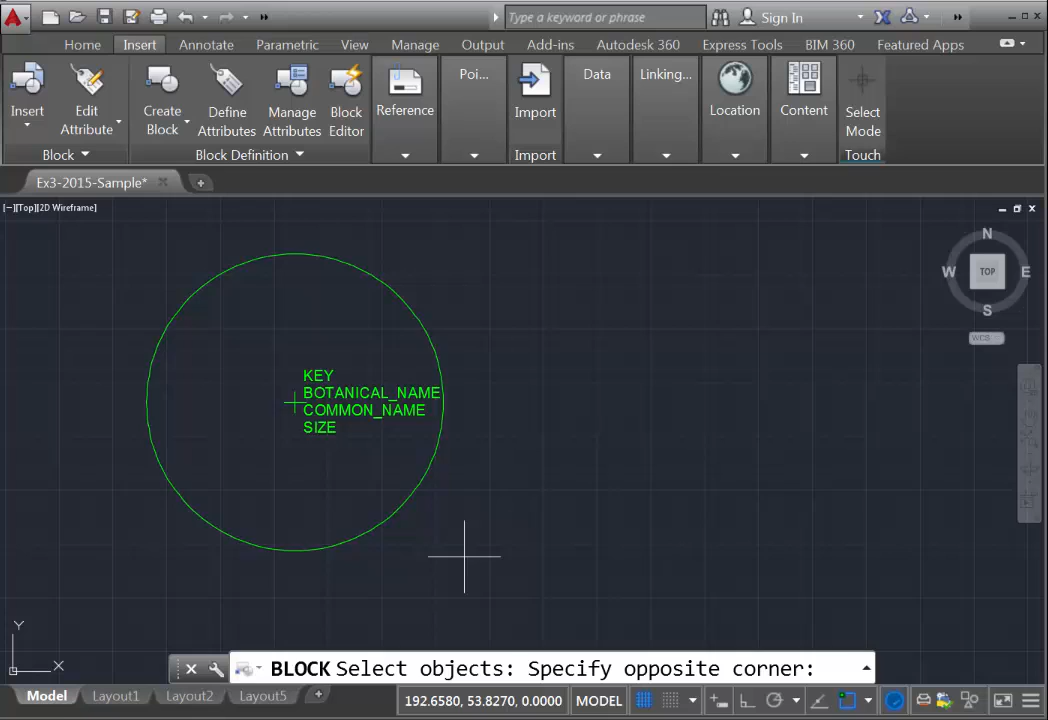 Type a keyword or phrase
Sign In
Home Insert Annotate Parametric View Manage Output Add-ins Autodesk 360 Express Tools BIM 360 Featured Apps
Insert Edit Attribute Create Block Define Attributes Manage Attributes Block Editor Reference Poi... Import Data Linking... Location Content Select Mode
Block Block Definition Import Touch
Ex3-2015-Sample*
[−][Top][2D Wireframe]
N
W TOP E
S
WCS
KEY
BOTANICAL_NAME
COMMON_NAME
SIZE
Y
X
BLOCK Select objects: Specify opposite corner:
Model Layout1 Layout2 Layout5 192.6580, 53.8270, 0.0000 MODEL